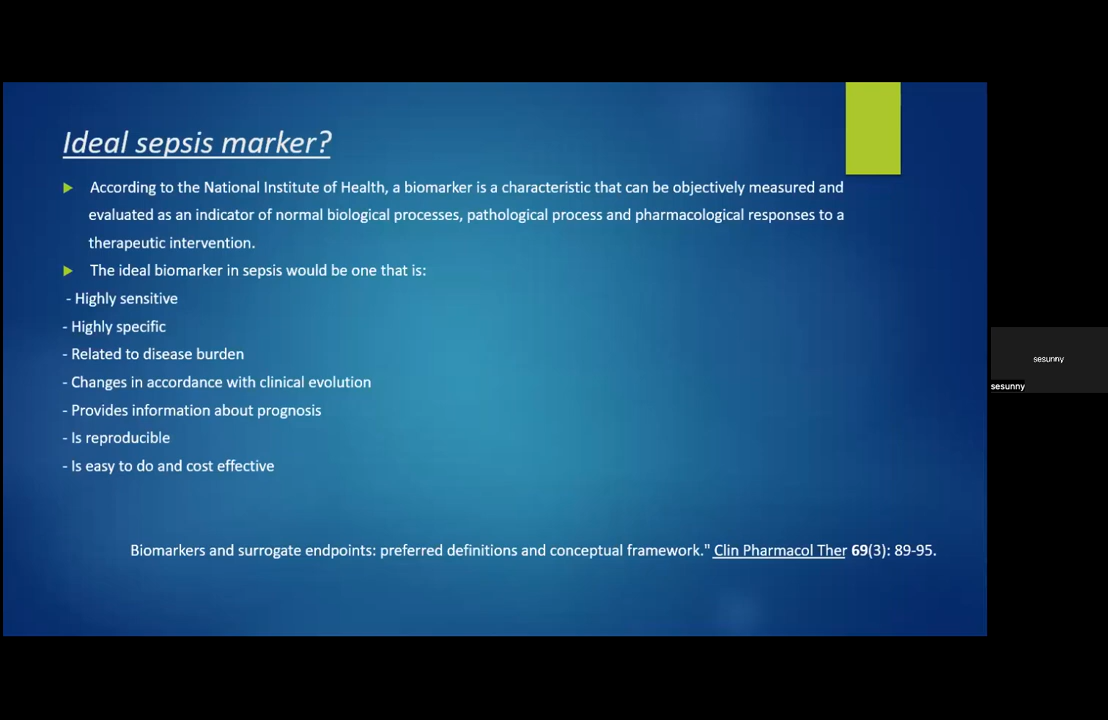 Ideal sepsis marker?
According to the National Institute of Health, a biomarker is a characteristic that can be objectively measured and
evaluated as an indicator of normal biological processes, pathological process and pharmacological responses to a
therapeutic intervention.
The ideal biomarker in sepsis would be one that is:
- Highly sensitive
- Highly specific
- Related to disease burden
- Changes in accordance with clinical evolution
- Provides information about prognosis
- Is reproducible
- Is easy to do and cost effective
Biomarkers and surrogate endpoints: preferred definitions and conceptual framework." Clin Pharmacol Ther 69(3): 89-95.
sesunny
sesunny